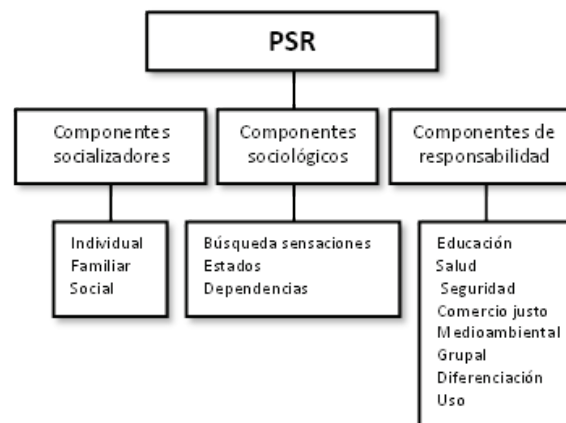 PSR
Componentes
socializadores
Componentes
sociológicos
Componentes de
responsabilidad
Individual
Familiar
Social
Búsqueda sensaciones
Estados
Dependencias
Educación
Salud
Seguridad
Comercio justo
Medioambiental
Grupal
Diferenciación
Uso